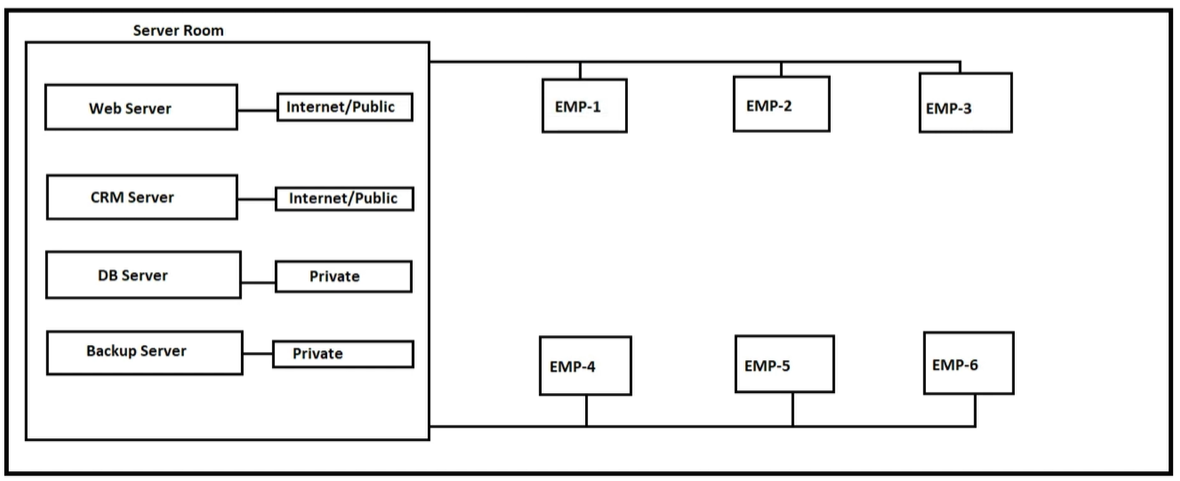 Server Room
Web Server
Internet/Public
CRM Server
Internet/Public
DB Server
Private
Backup Server
Private
EMP-1
EMP-2
EMP-3
EMP-4
EMP-5
EMP-6